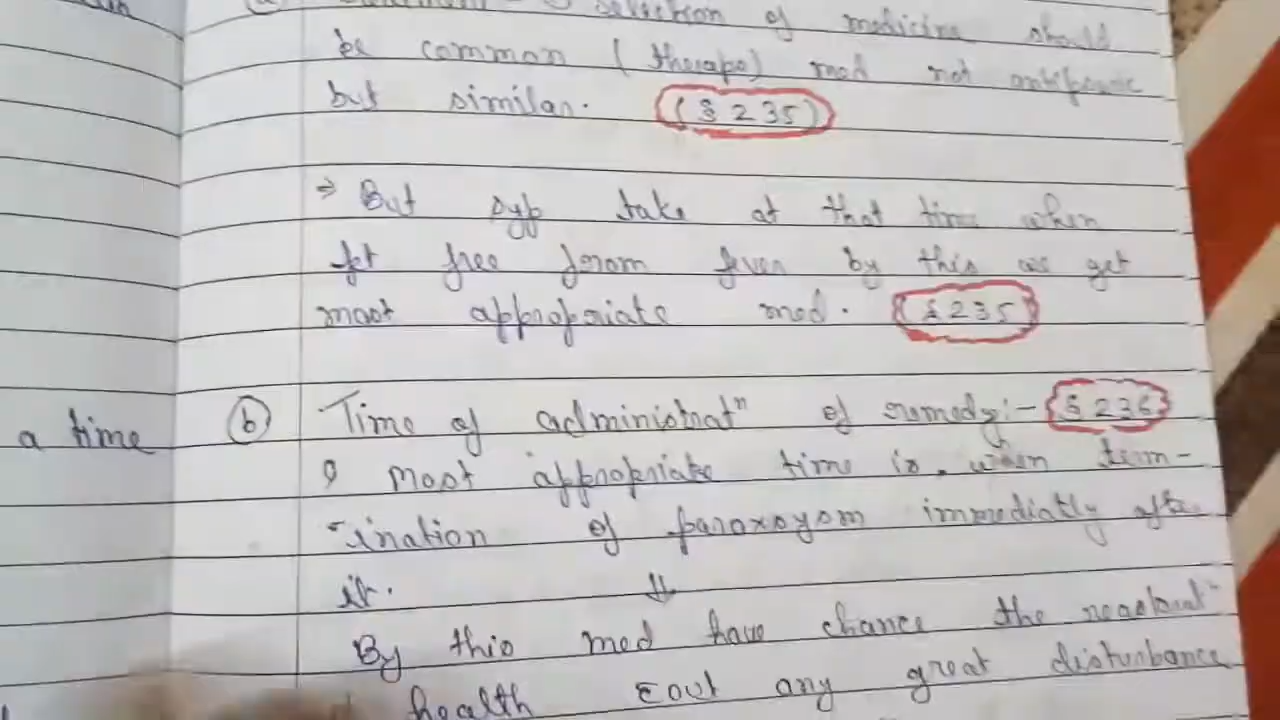 selection of medicine should
be common (therape) med not antipathic
but similar. (§ 235)
⇒ But syp take at that time when
pt free from fever by this we get
most appropriate med. (§ 235)
a time
(b) Time of administratⁿ of remedy:- § 236
most appropriate time is, when term-
-ination of paroxysm immediatly after
it.
By this med have chance the
health c̄out any great disturbance